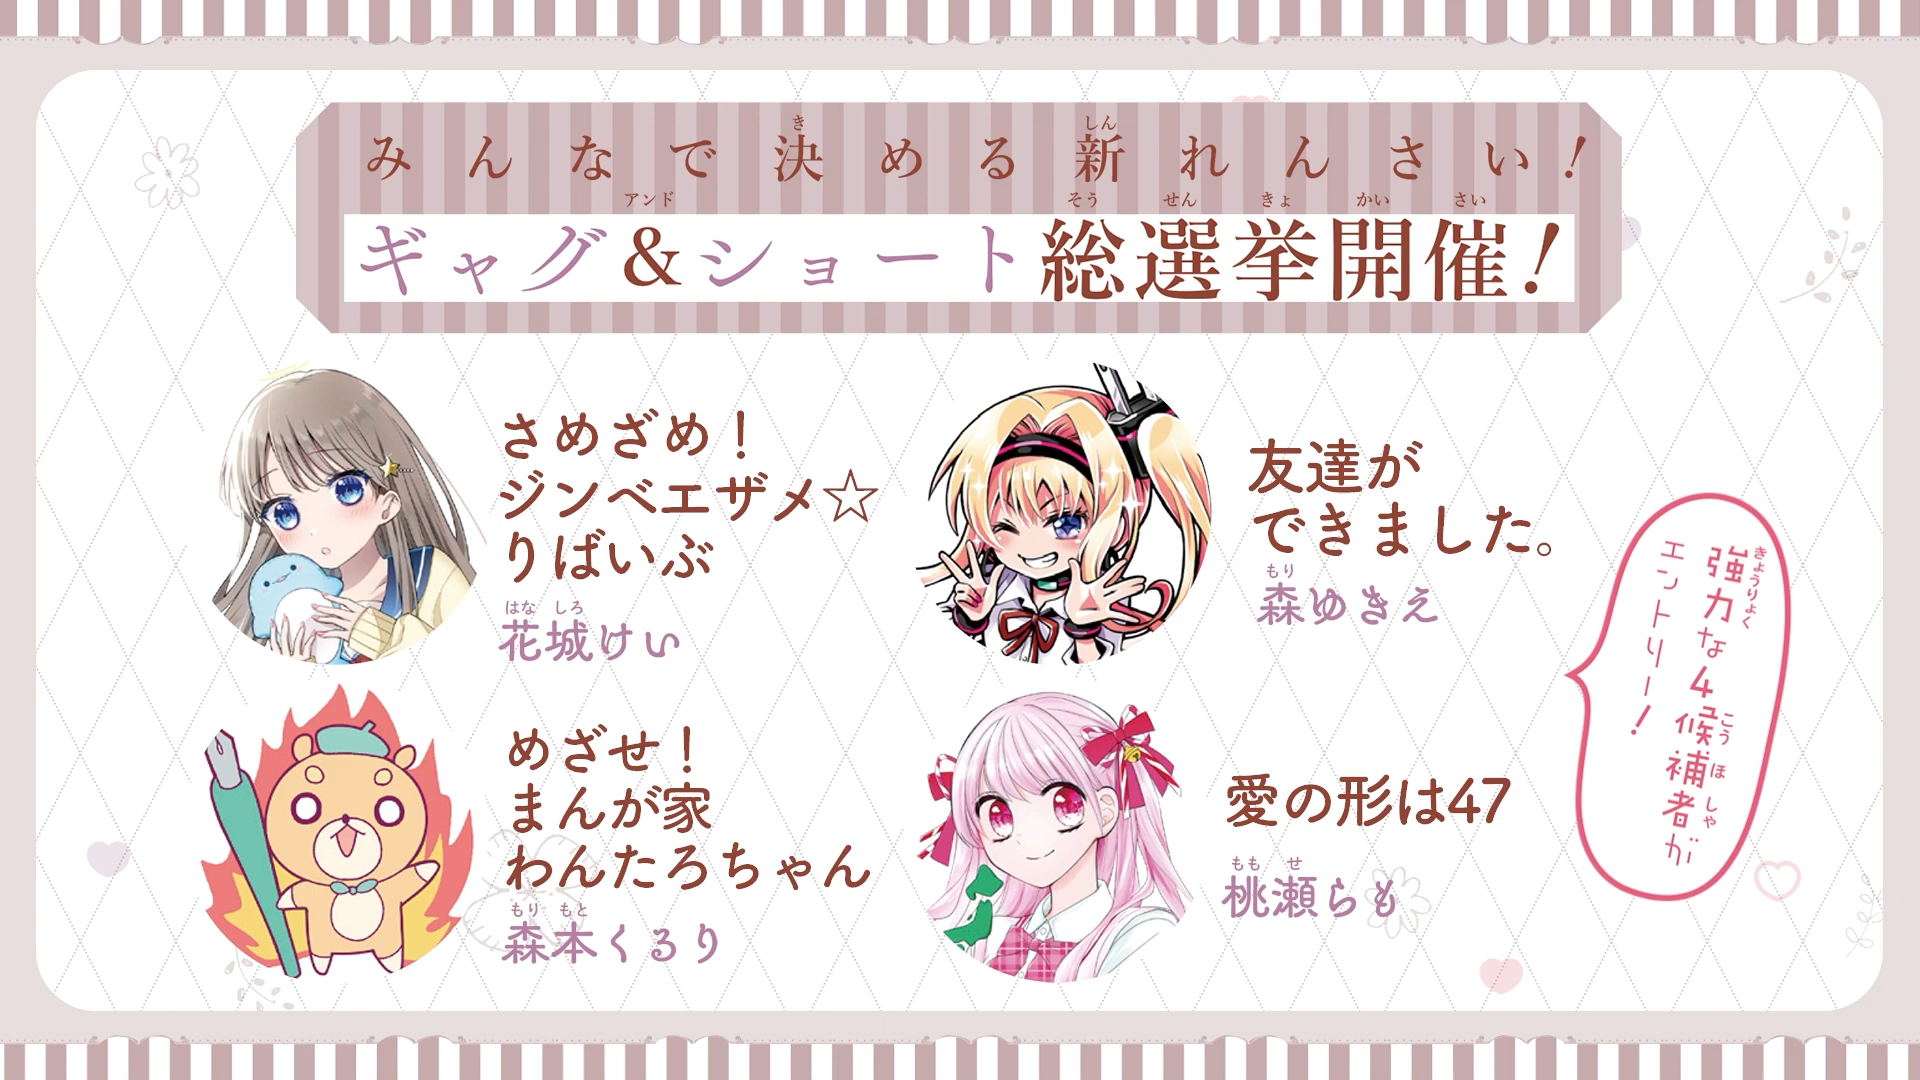 みんなで決める新れんさい！
ギャグ&ショート総選挙開催！
さめざめ！
ジンベエザメ☆
りばいぶ
花城けい
友達が
できました。
森ゆきえ
めざせ！
まんが家
わんたろちゃん
森本くるり
愛の形は47
桃瀬らも
強力な4候補者が
エントリー！